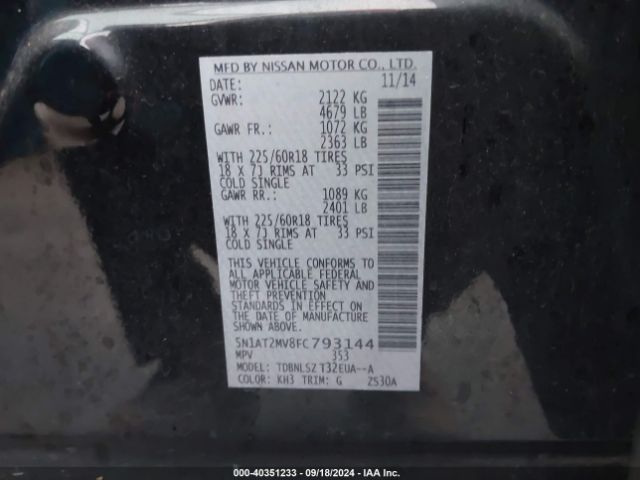 MFD BY NISSAN MOTOR CO., LTD.
DATE: 11/14
GVWR: 2122 KG
4679 LB
GAWR FR.: 1072 KG
2363 LB
WITH 225/60R18 TIRES
18 X 7J RIMS AT 33 PSI
COLD SINGLE
GAWR RR.: 1089 KG
2401 LB
WITH 225/60R18 TIRES
18 X 7J RIMS AT 33 PSI
COLD SINGLE
THIS VEHICLE CONFORMS TO
ALL APPLICABLE FEDERAL
MOTOR VEHICLE SAFETY AND
THEFT PREVENTION
STANDARDS IN EFFECT ON
THE DATE OF MANUFACTURE
5N1AT2MV8FC793144
MPV 353
MODEL: TDBNLSZ T32EUA--A
COLOR: KH3 TRIM: G 2S30A
OWN - 40351233 - 09/18/2024 - IAA Inc.